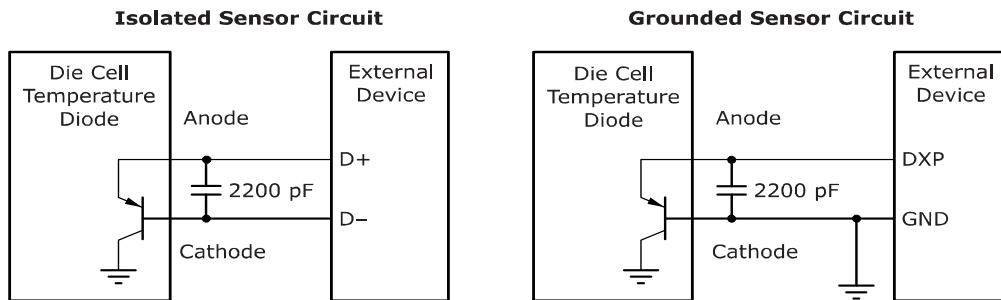 Isolated Sensor Circuit
Die Cell
Temperature
Diode
External
Device
Anode
D+
2200 pF
D−
Cathode
Grounded Sensor Circuit
Die Cell
Temperature
Diode
External
Device
Anode
DXP
2200 pF
GND
Cathode